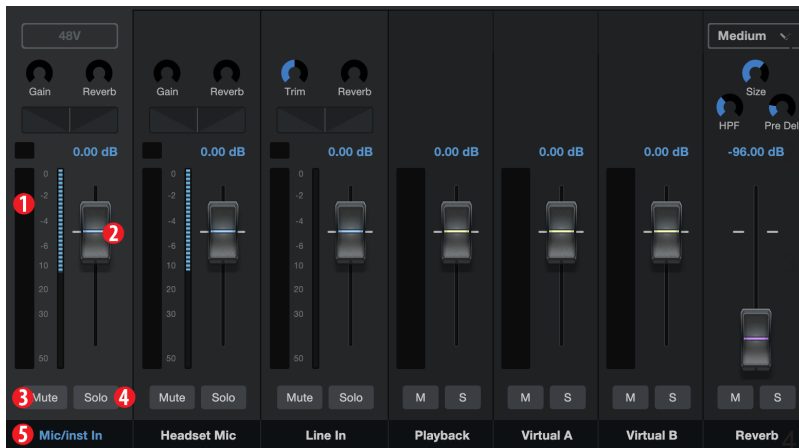 48V
Medium
Gain Reverb Gain Reverb Trim Reverb Size
HPF Pre Del
0.00 dB 0.00 dB 0.00 dB 0.00 dB 0.00 dB 0.00 dB -96.00 dB
0 0 0
1 -2 -2 -2
-4 -4 -4
2
-6 -6 -6
10 10 10
20 20 20
30 30 30
50 50 50
3 Mute Solo 4 Mute Solo Mute Solo M S M S M S M S
5 Mic/inst In Headset Mic Line In Playback Virtual A Virtual B Reverb
4